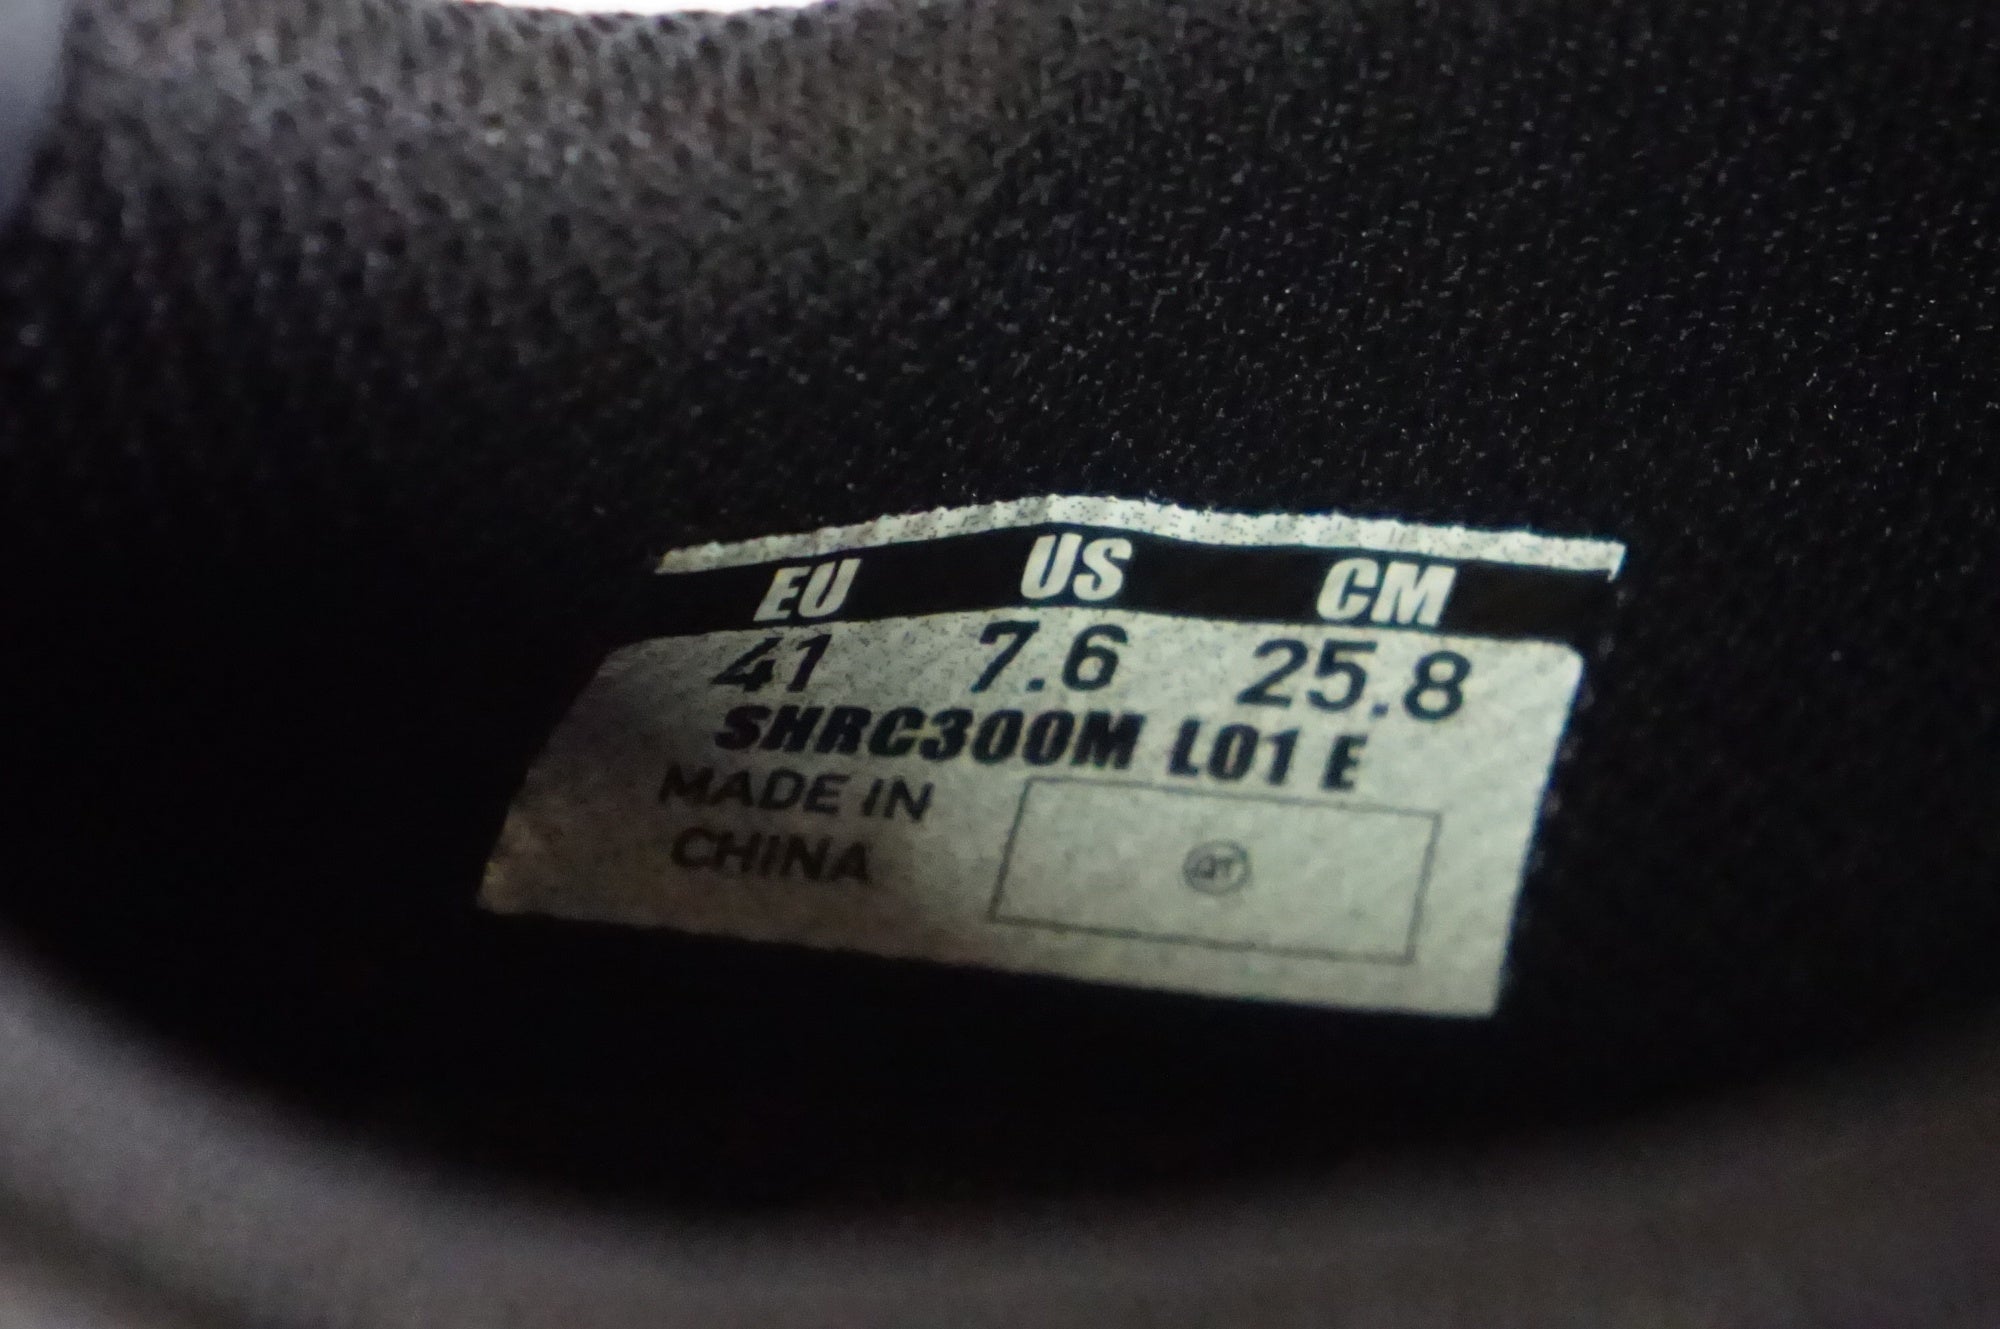 EU US CM
41 7.6 25.8
SHRC300M L01 E
MADE IN
CHINA